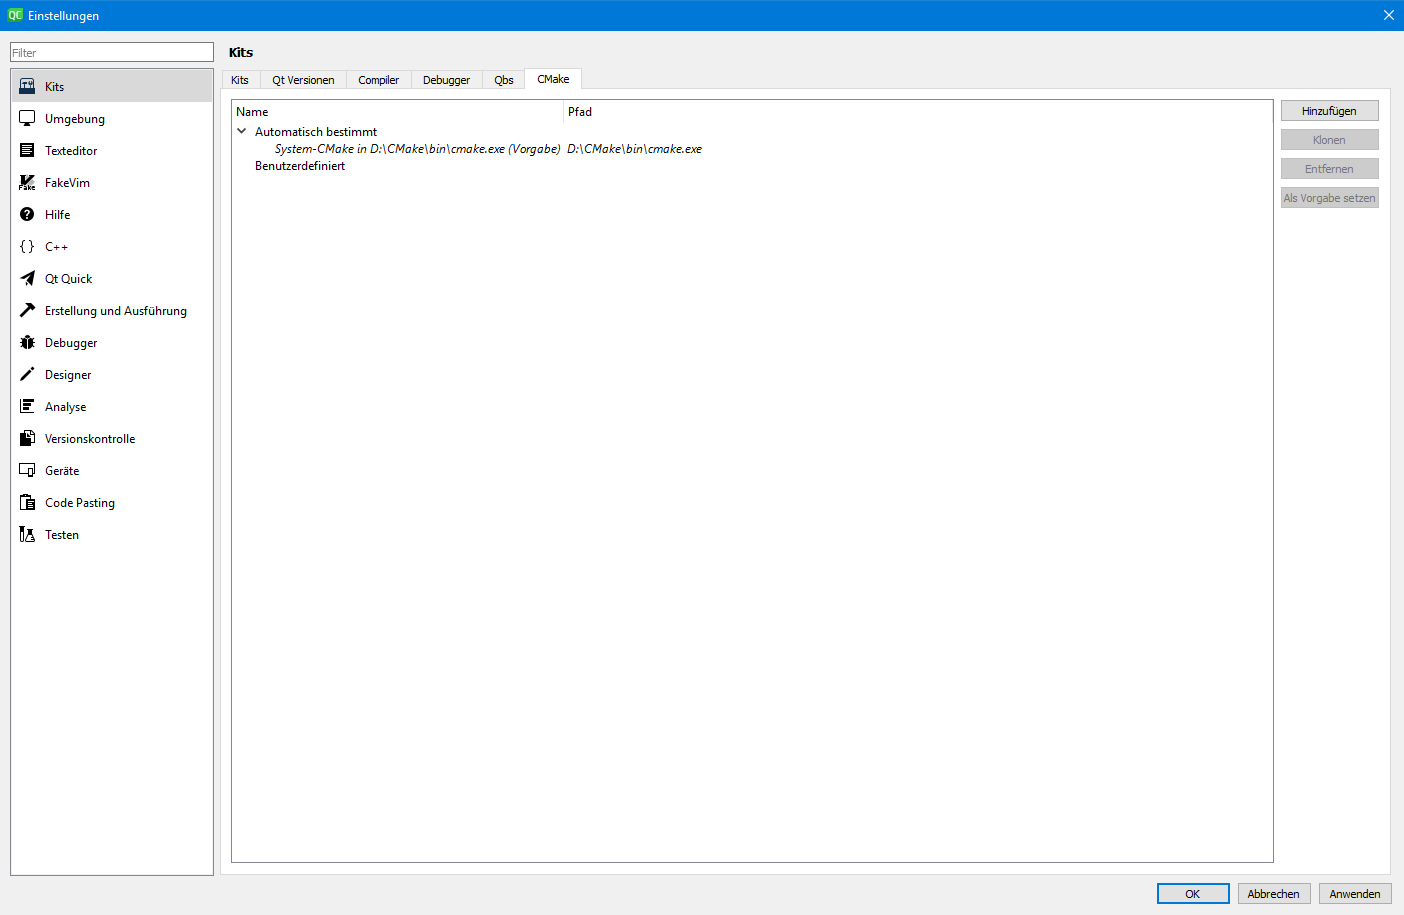 QC Einstellungen
Filter
Kits
Umgebung
Texteditor
Fake FakeVim
Hilfe
{ } C++
Qt Quick
Erstellung und Ausführung
Debugger
Designer
Analyse
Versionskontrolle
Geräte
Code Pasting
Testen
Kits
Kits Qt Versionen Compiler Debugger Qbs CMake
Name Pfad
Automatisch bestimmt
System-CMake in D:\CMake\bin\cmake.exe (Vorgabe) D:\CMake\bin\cmake.exe
Benutzerdefiniert
Hinzufügen
Klonen
Entfernen
Als Vorgabe setzen
OK Abbrechen Anwenden